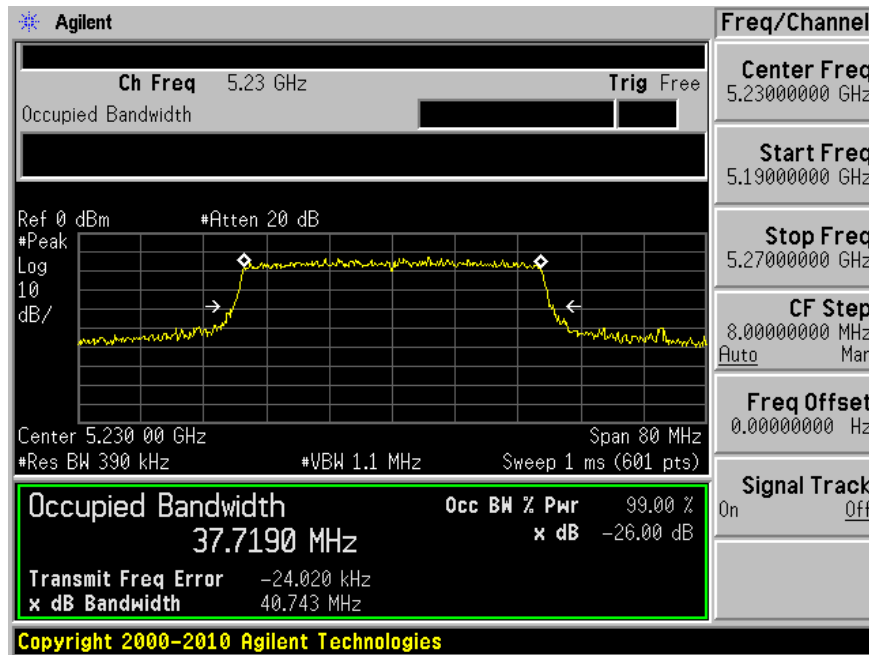 Agilent
Freq/Channel
Ch Freq 5.23 GHz Trig Free
Occupied Bandwidth
Center Freq
5.23000000 GHz
Start Freq
5.19000000 GHz
Stop Freq
5.27000000 GHz
CF Step
8.00000000 MHz
Auto Man
Freq Offset
0.00000000 Hz
Signal Track
On Off
Ref 0 dBm #Atten 20 dB
#Peak
Log
10
dB/
Center 5.230 00 GHz Span 80 MHz
#Res BW 390 kHz #VBW 1.1 MHz Sweep 1 ms (601 pts)
Occupied Bandwidth
37.7190 MHz
Occ BW % Pwr 99.00 %
x dB -26.00 dB
Transmit Freq Error -24.020 kHz
x dB Bandwidth 40.743 MHz
Copyright 2000-2010 Agilent Technologies